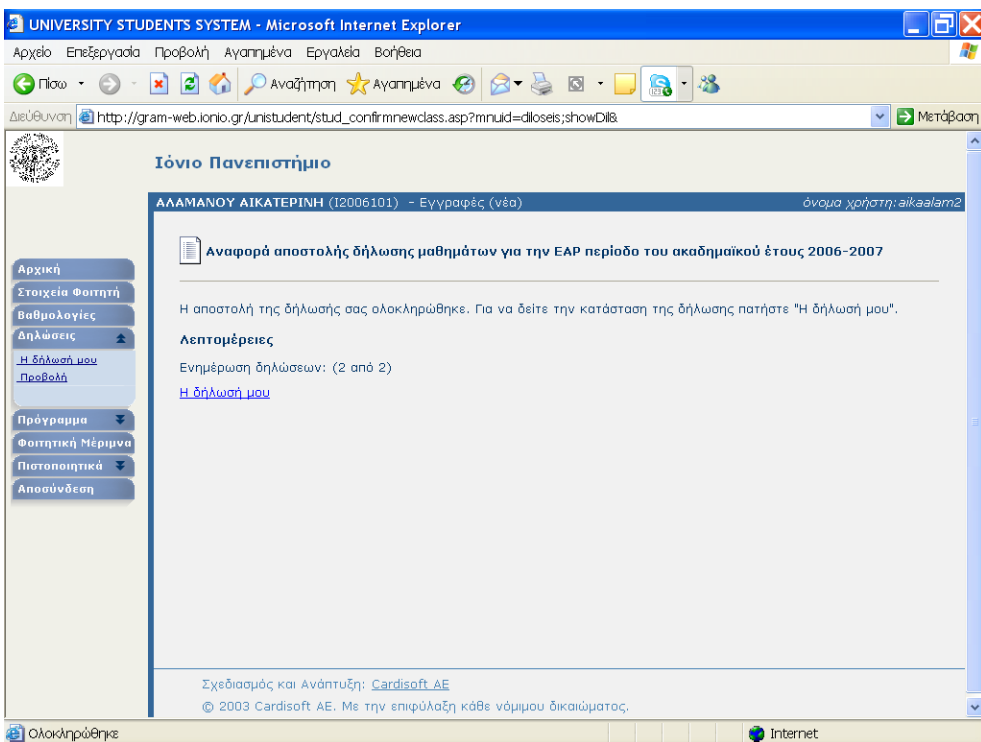 UNIVERSITY STUDENTS SYSTEM - Microsoft Internet Explorer
Αρχείο Επεξεργασία Προβολή Αγαπημένα Εργαλεία Βοήθεια
Πίσω Αναζήτηση Αγαπημένα
Διεύθυνση http://gram-web.ionio.gr/unistudent/stud_confirmnewclass.asp?mnuid=diloseis;showDil& Μετάβαση
Ιόνιο Πανεπιστήμιο
ΑΛΑΜΑΝΟΥ ΑΙΚΑΤΕΡΙΝΗ (Ι2006101) - Εγγραφές (νέα) όνομα χρήστη: aikaalam2
Αναφορά αποστολής δήλωσης μαθημάτων για την ΕΑΡ περίοδο του ακαδημαϊκού έτους 2006-2007
Αρχική
Στοιχεία Φοιτητή
Βαθμολογίες
Δηλώσεις
Η δήλωσή μου
Προβολή
Πρόγραμμα
Φοιτητική Μέριμνα
Πιστοποιητικά
Αποσύνδεση
Η αποστολή της δήλωσής σας ολοκληρώθηκε. Για να δείτε την κατάσταση της δήλωσης πατήστε "Η δήλωσή μου".
Λεπτομέρειες
Ενημέρωση δηλώσεων: (2 από 2)
Η δήλωσή μου
Σχεδιασμός και Ανάπτυξη: Cardisoft AE
© 2003 Cardisoft AE. Με την επιφύλαξη κάθε νόμιμου δικαιώματος.
Ολοκληρώθηκε Internet